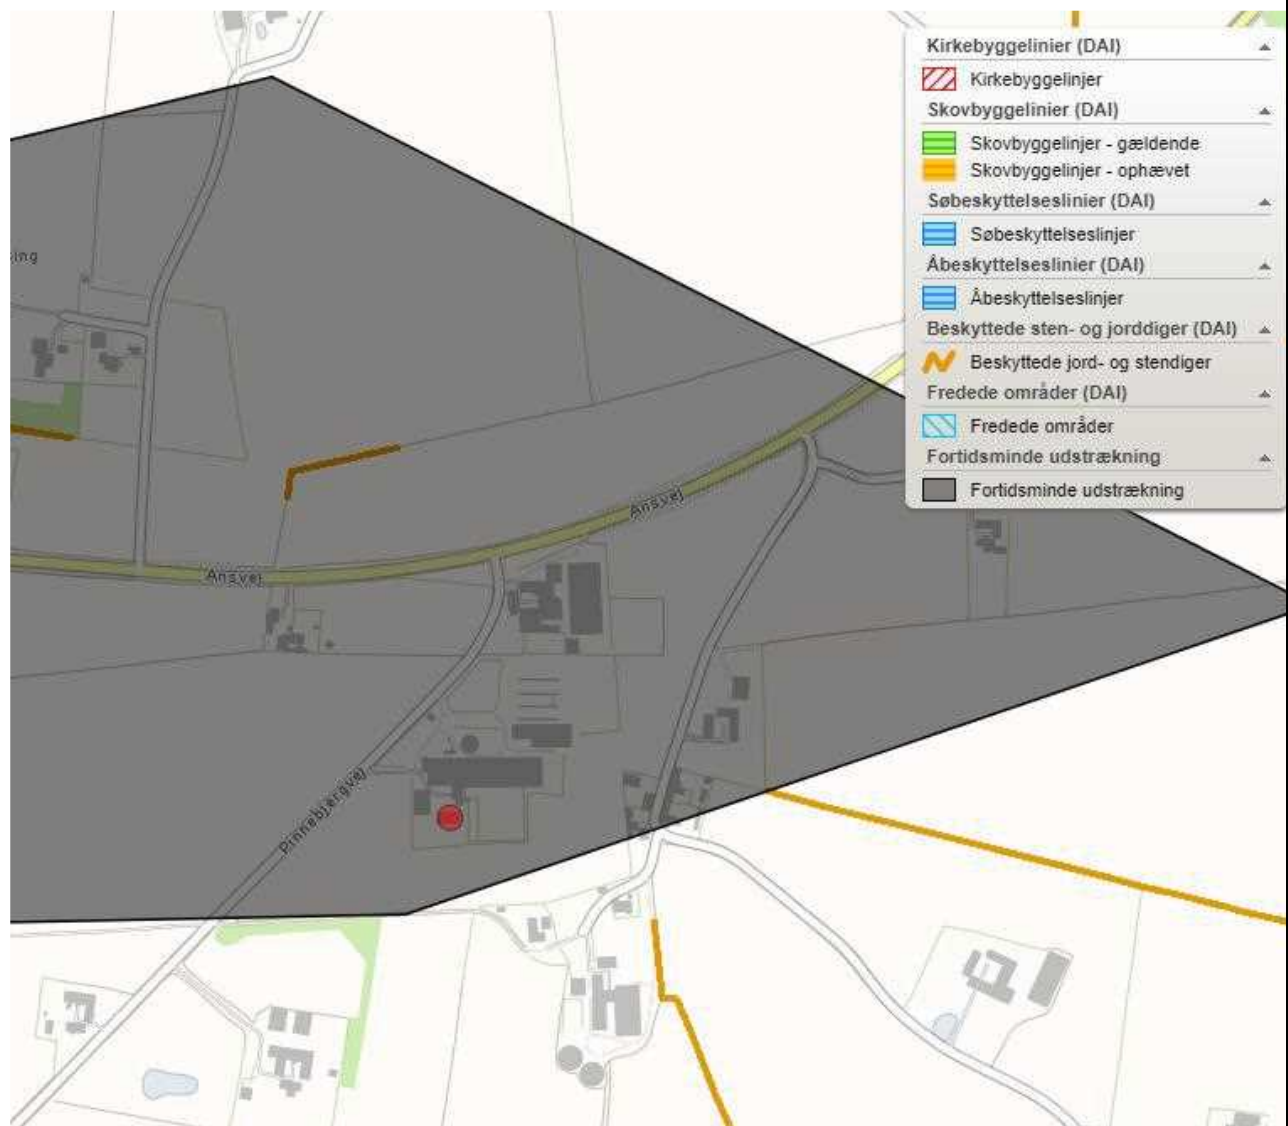 Kirkebyggelinier (DAI)
Kirkebyggelinjer
Skovbyggelinier (DAI)
Skovbyggelinjer - gældende
Skovbyggelinjer - ophævet
Søbeskyttelseslinier (DAI)
Søbeskyttelseslinjer
Åbeskyttelseslinier (DAI)
Åbeskyttelseslinjer
Beskyttede sten- og jorddiger (DAI)
Beskyttede jord- og stendiger
Fredede områder (DAI)
Fredede områder
Fortidsminde udstrækning
Fortidsminde udstrækning
ing
Ansvej
Ansvej
Pinnebjergvej